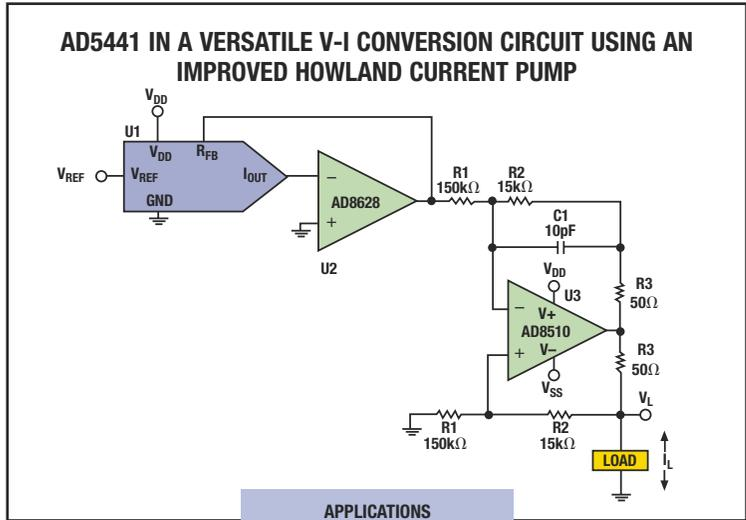 AD5441 IN A VERSATILE V-I CONVERSION CIRCUIT USING AN
IMPROVED HOWLAND CURRENT PUMP
VDD
U1
VDD
RFB
VREF
VREF
IOUT
GND
AD8628
U2
R1
150kΩ
R2
15kΩ
C1
10pF
VDD
U3
V+
AD8510
V–
VSS
R3
50Ω
R3
50Ω
VL
R1
150kΩ
R2
15kΩ
LOAD
IL
APPLICATIONS